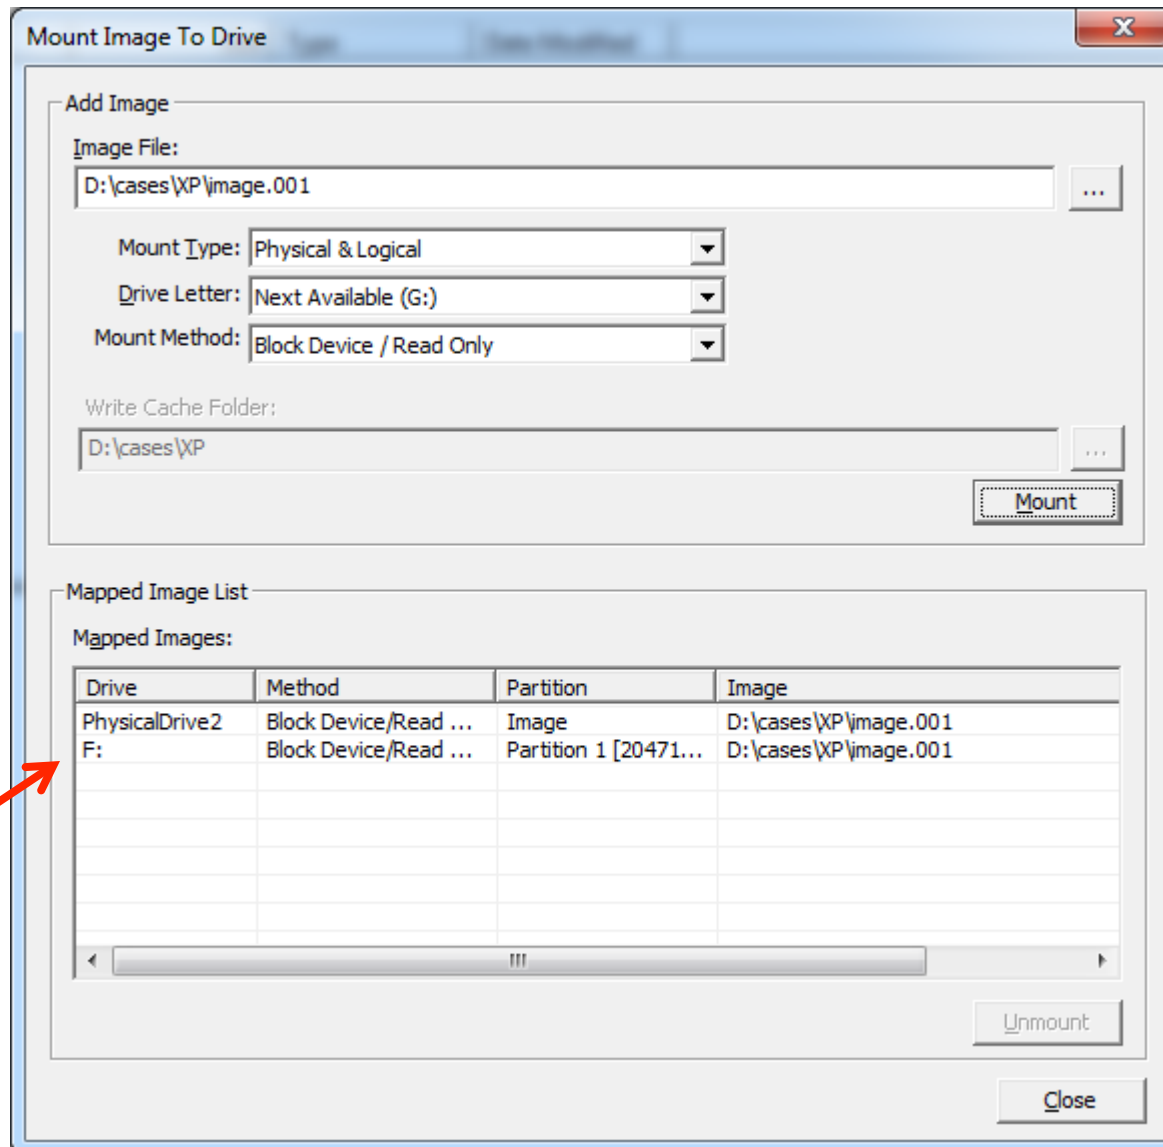 Mount Image To Drive Type Date Modified
Add Image
Image File:
D:\cases\XP\image.001 ...
Mount Type: Physical & Logical
Drive Letter: Next Available (G:)
Mount Method: Block Device / Read Only
Write Cache Folder:
D:\cases\XP ...
Mount
Mapped Image List
Mapped Images:
Drive Method Partition Image
PhysicalDrive2 Block Device/Read ... Image D:\cases\XP\image.001
F: Block Device/Read ... Partition 1 [20471... D:\cases\XP\image.001
Unmount
Close